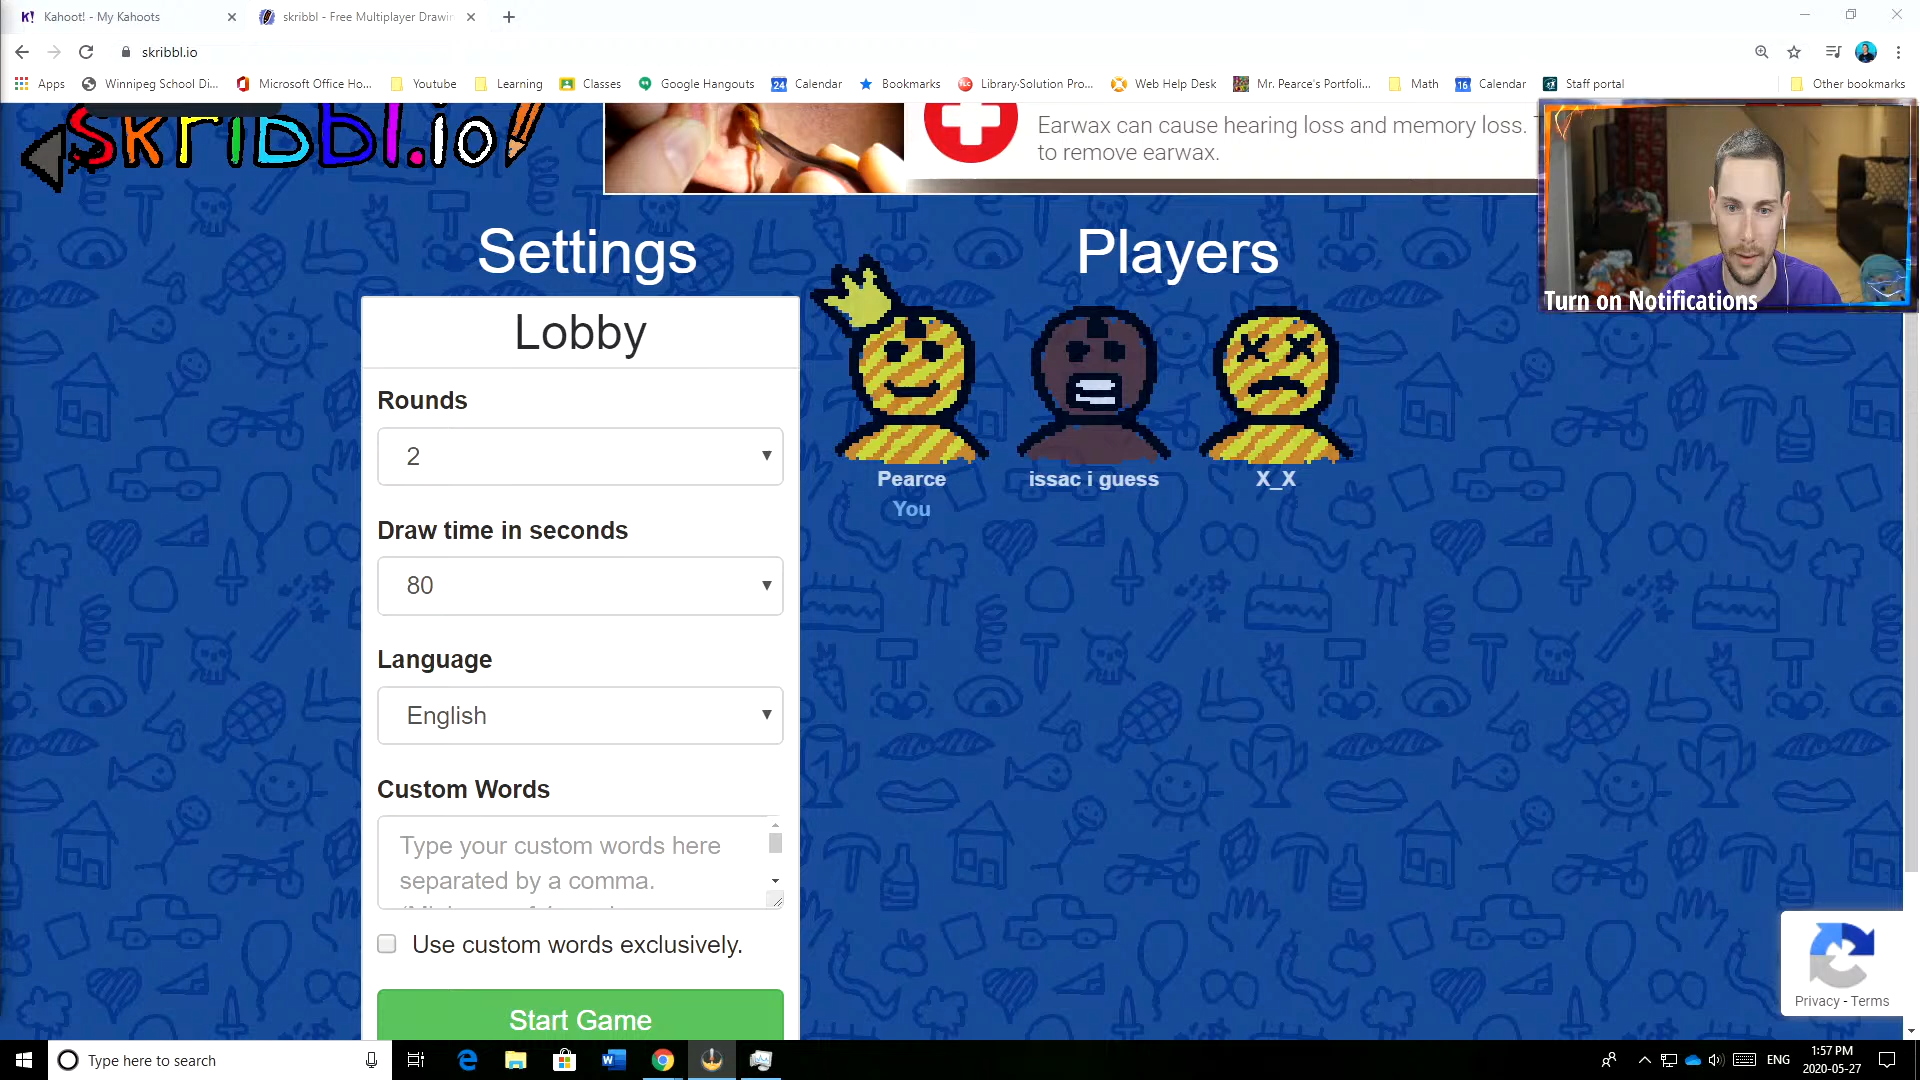 Kahoot! - My Kahoots
skribbl - Free Multiplayer Drawin
skribbl.io
Apps
Winnipeg School Di...
Microsoft Office Ho...
Youtube
Learning
Classes
Google Hangouts
24
Calendar
Bookmarks
Library·Solution Pro...
Web Help Desk
Mr. Pearce's Portfoli...
Math
16
Calendar
Staff portal
Other bookmarks
skribbl.io
Earwax can cause hearing loss and memory loss.
to remove earwax.
Turn on Notifications
Settings
Players
Lobby
Rounds
2
Draw time in seconds
80
Language
English
Custom Words
Type your custom words here
separated by a comma.
Use custom words exclusively.
Start Game
Pearce
You
issac i guess
X_X
Privacy - Terms
Type here to search
ENG
1:57 PM
2020-05-27